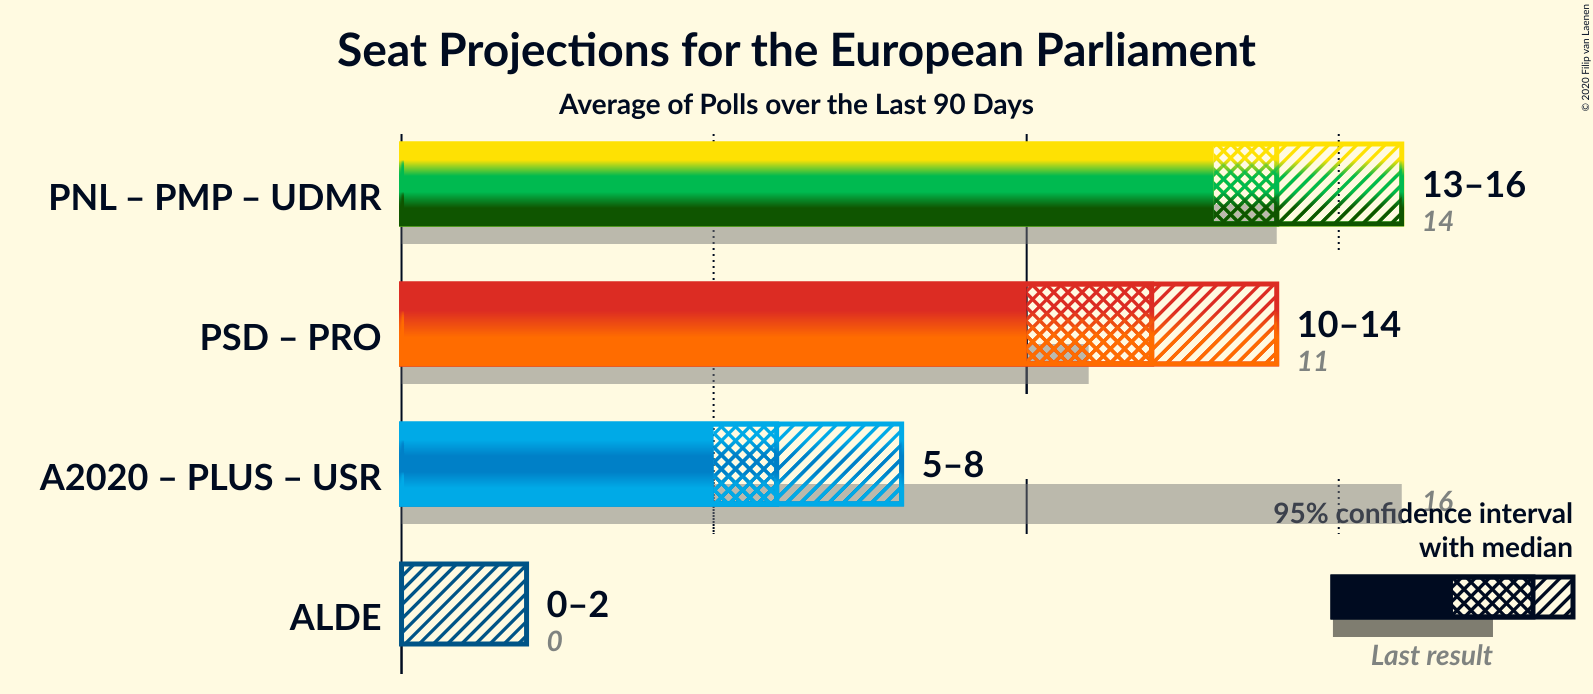 Seat Projections for the European Parliament
Average of Polls over the Last 90 Days
© 2020 Filip van Laenen
PNL – PMP – UDMR
13–16
14
PSD – PRO
10–14
11
A2020 – PLUS – USR
5–8
16
95% confidence interval
with median
ALDE
0–2
0
Last result